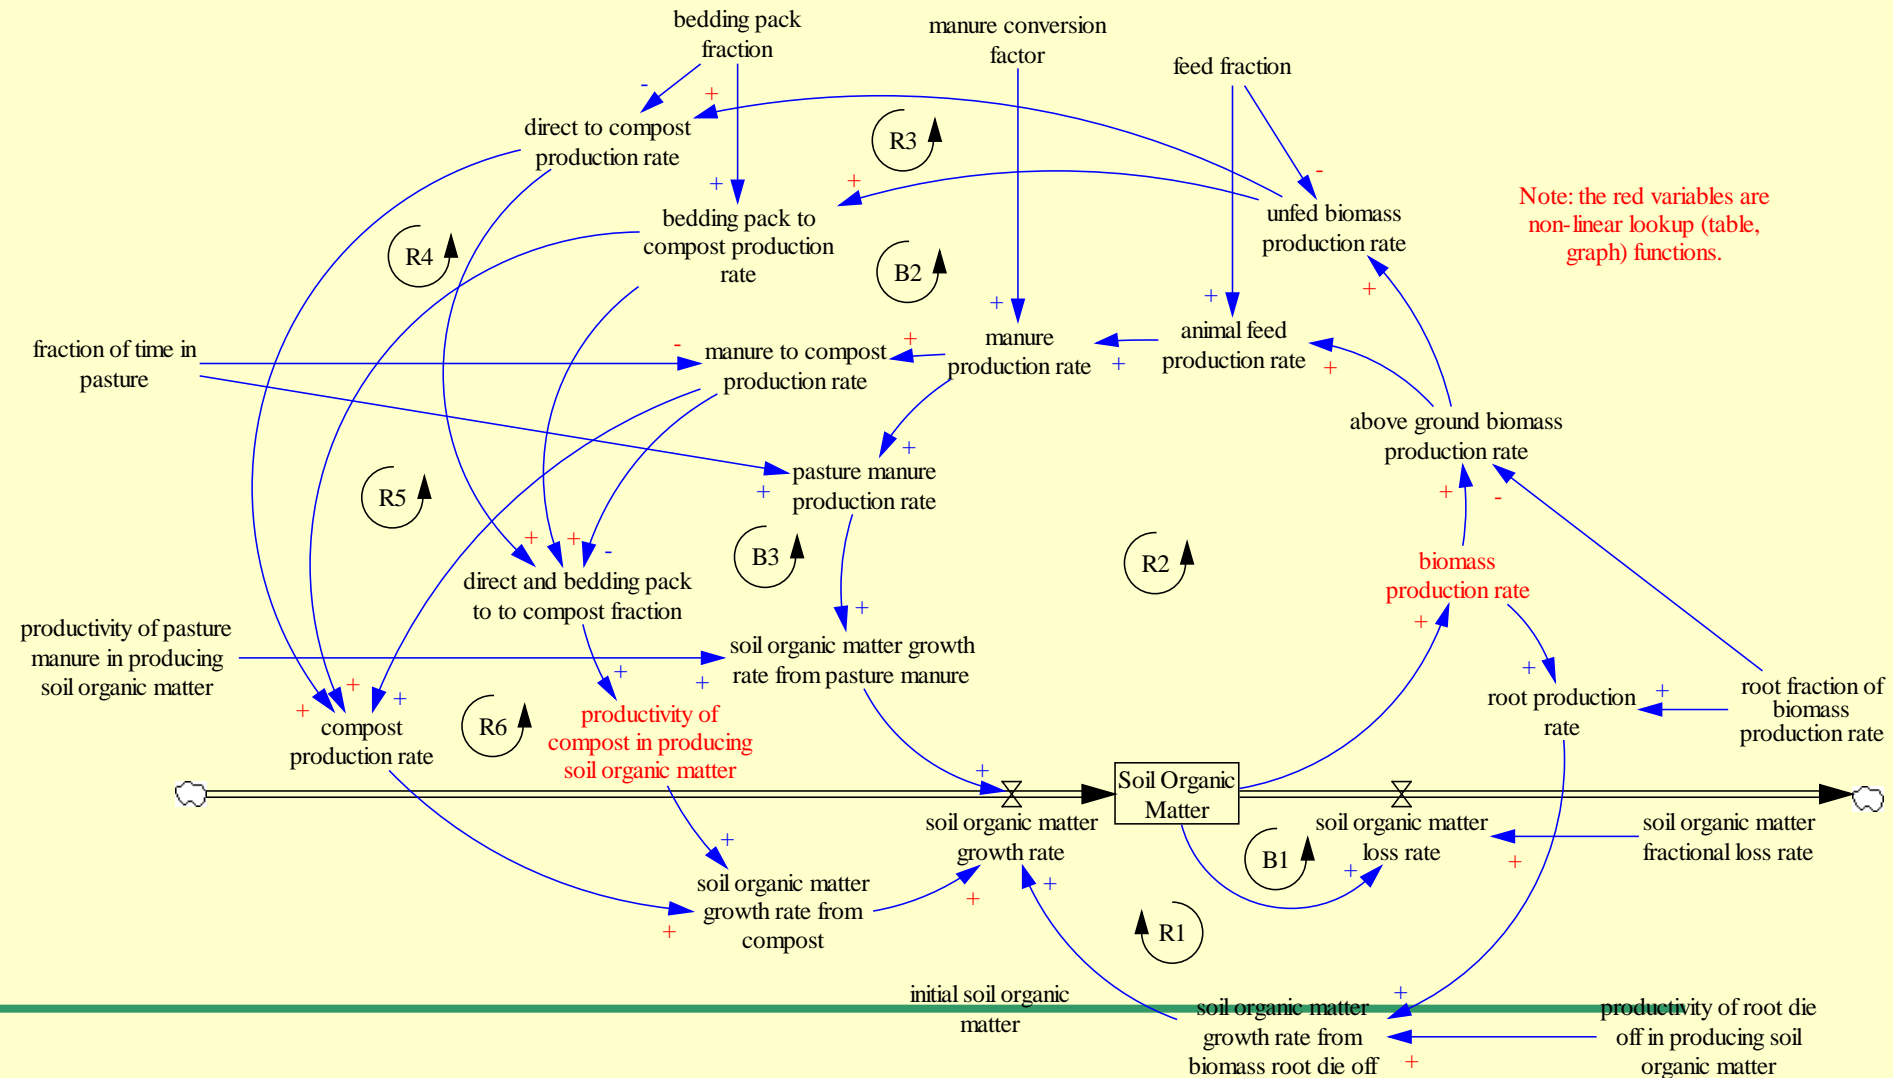 bedding pack
fraction
manure conversion
factor
feed fraction
-
+
direct to compost
production rate
R3
+
+
-
Note: the red variables are
non-linear lookup (table,
graph) functions.
bedding pack to
compost production
rate
unfed biomass
production rate
R4
B2
+
+
+
fraction of time in
pasture
-
manure to compost
production rate
+
manure
production rate
+
animal feed
production rate
+
above ground biomass
production rate
+
pasture manure
production rate
+
R5
+
-
+
+
-
B3
R2
direct and bedding pack
to to compost fraction
biomass
production rate
+
+
productivity of pasture
manure in producing
soil organic matter
+
+
soil organic matter growth
rate from pasture manure
+
root production
rate
+
root fraction of
biomass
production rate
+
+
+
compost
production rate
R6
productivity of
compost in producing
soil organic matter
+
Soil Organic
Matter
soil organic matter
growth rate
soil organic matter
loss rate
soil organic matter
fractional loss rate
+
B1
+
+
soil organic matter
growth rate from
compost
+
+
+
R1
initial soil organic
matter
+
soil organic matter
growth rate from
biomass root die off
+
productivity of root die
off in producing soil
organic matter